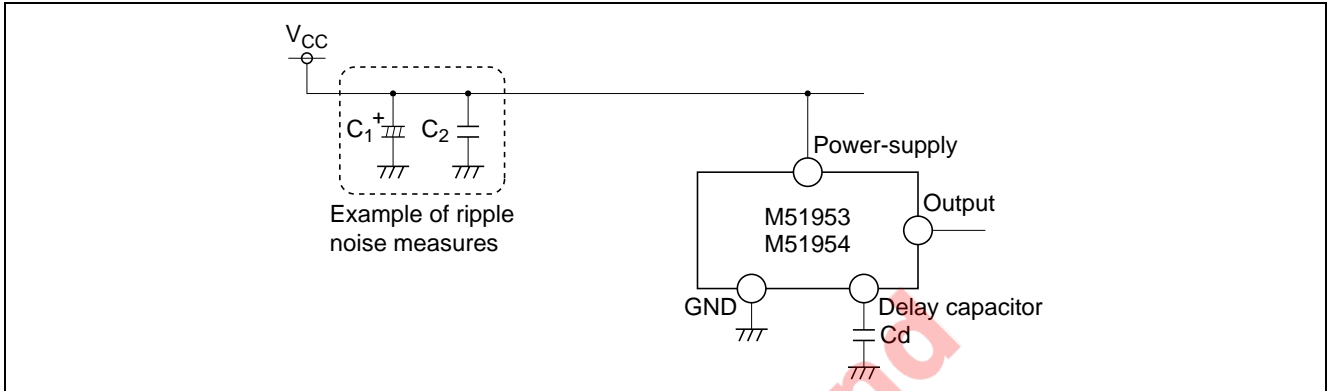 VCC
C1
+
C2
Example of ripple
noise measures
Power-supply
M51953
M51954
Output
GND
Delay capacitor
Cd